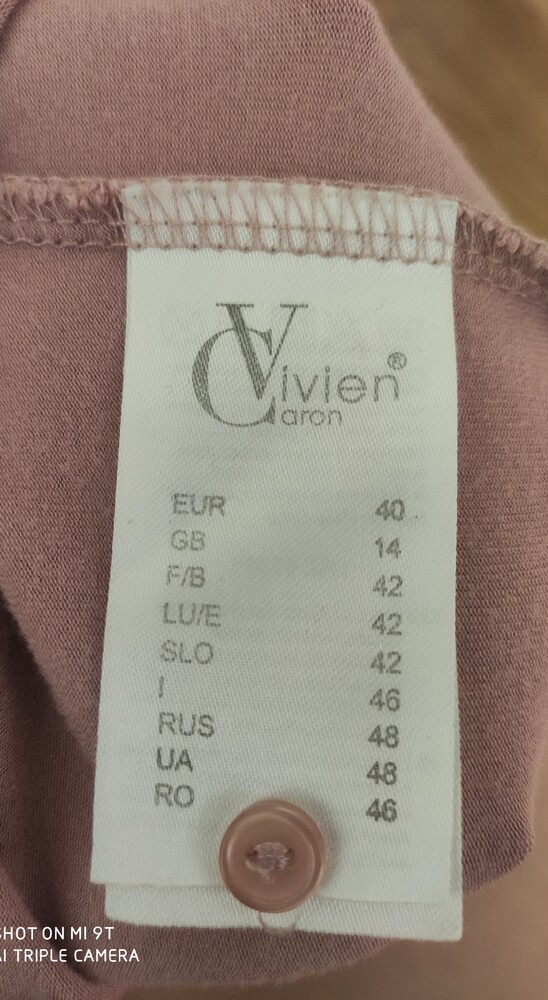 Vivien®
Caron
EUR 40
GB 14
F/B 42
LU/E 42
SLO 42
I 46
RUS 48
UA 48
RO 46
SHOT ON MI 9T
AI TRIPLE CAMERA